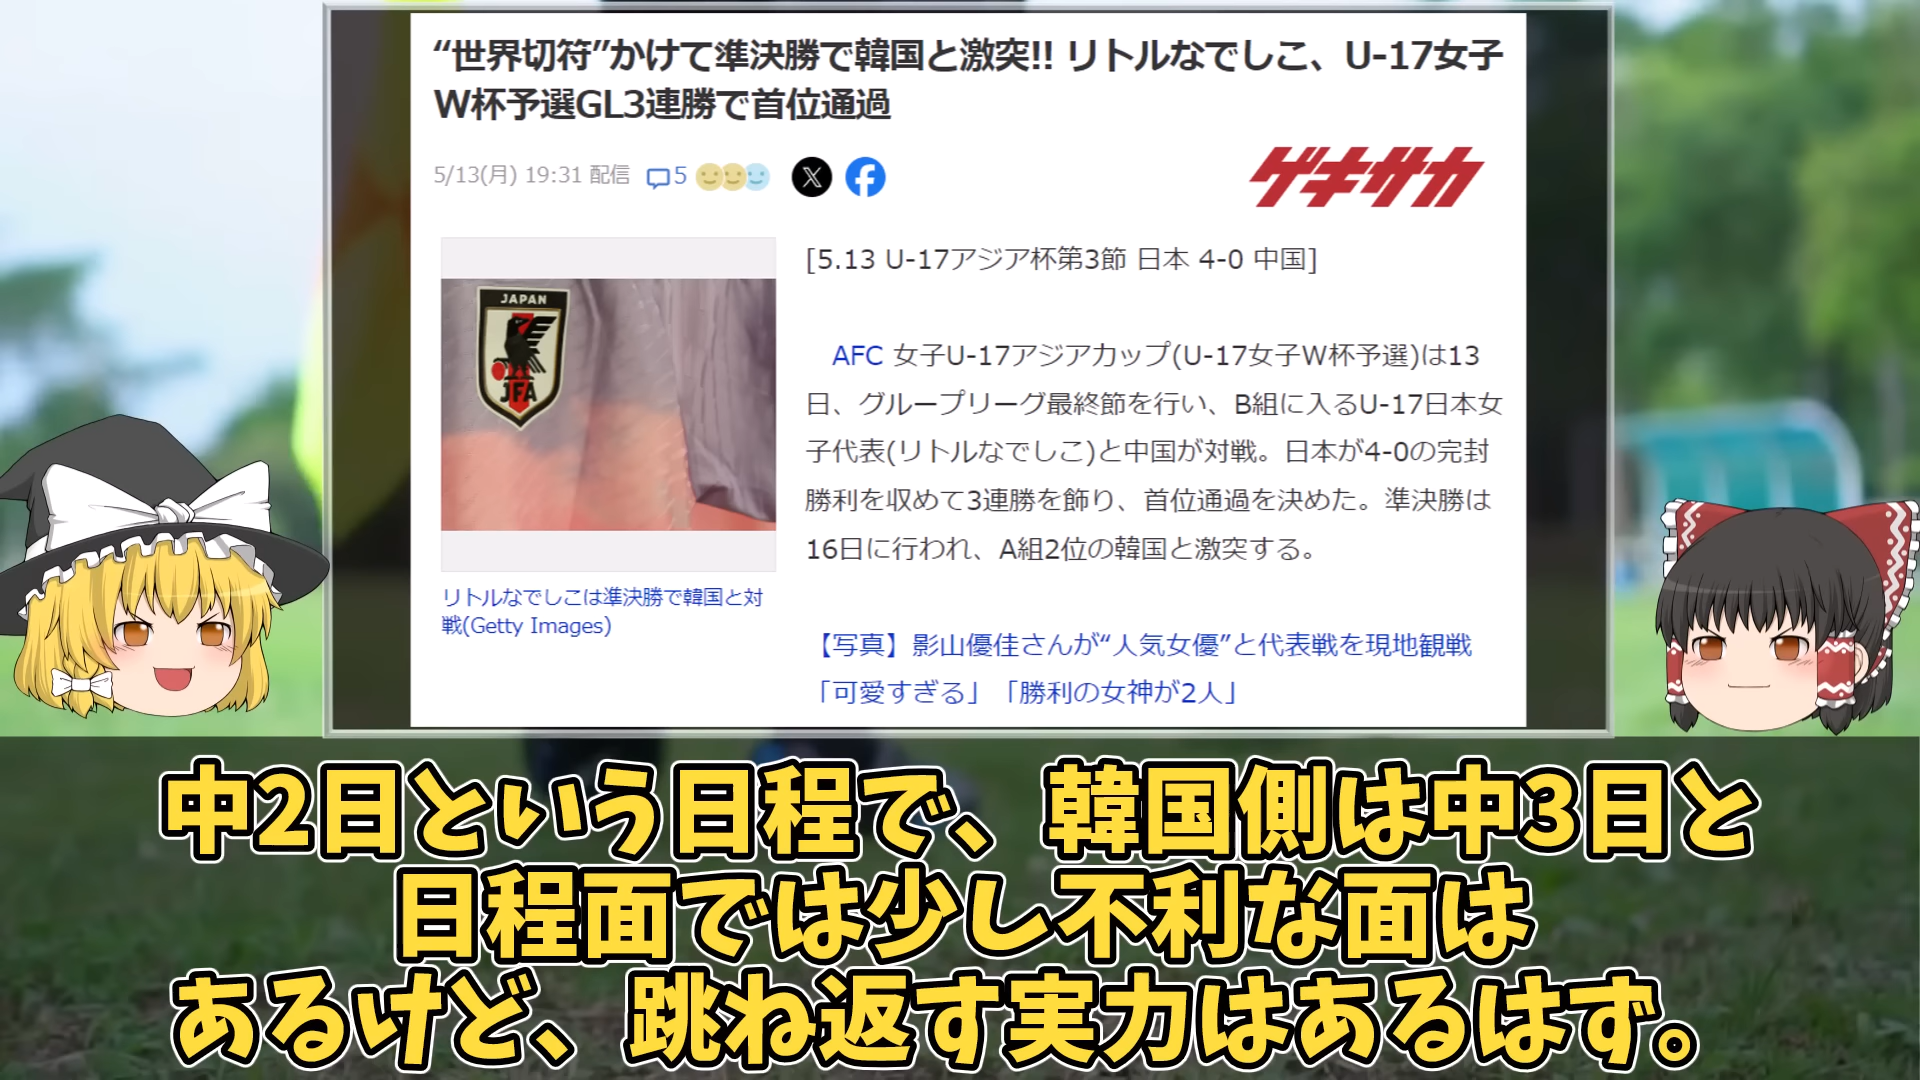 “世界切符”かけて準決勝で韓国と激突!! リトルなでしこ、U-17女子
W杯予選GL3連勝で首位通過
5/13(月) 19:31 配信 5
ゲキサカ
[5.13 U-17アジア杯第3節 日本 4-0 中国]
JAPAN
JFA
AFC 女子U-17アジアカップ(U-17女子W杯予選)は13
日、グループリーグ最終節を行い、B組に入るU-17日本女
子代表(リトルなでしこ)と中国が対戦。日本が4-0の完封
勝利を収めて3連勝を飾り、首位通過を決めた。準決勝は
16日に行われ、A組2位の韓国と激突する。
リトルなでしこは準決勝で韓国と対
戦(Getty Images)
【写真】影山優佳さんが“人気女優”と代表戦を現地観戦
「可愛すぎる」「勝利の女神が2人」
中2日という日程で、韓国側は中3日と
日程面では少し不利な面は
あるけど、跳ね返す実力はあるはず。